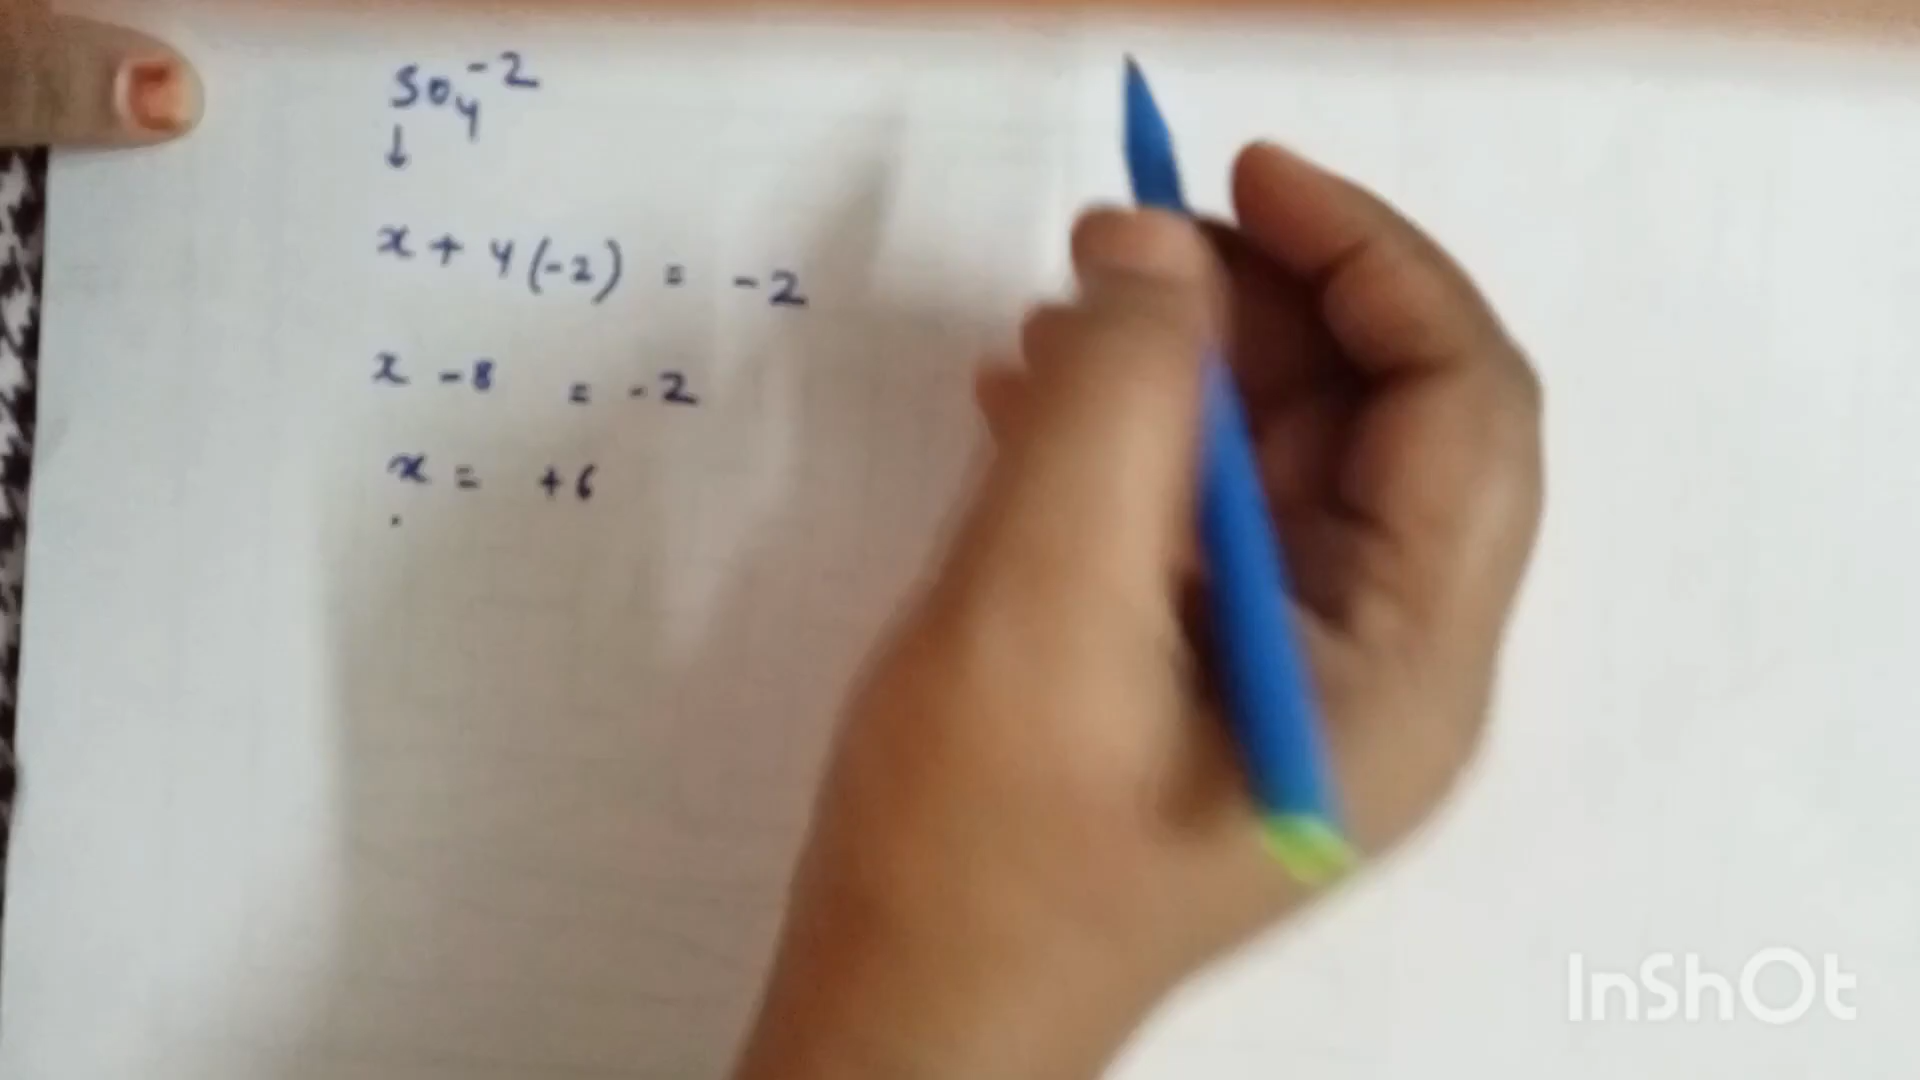 SO₄⁻²
↓
x + 4(-2) = -2
x - 8 = -2
x = +6
InShOt